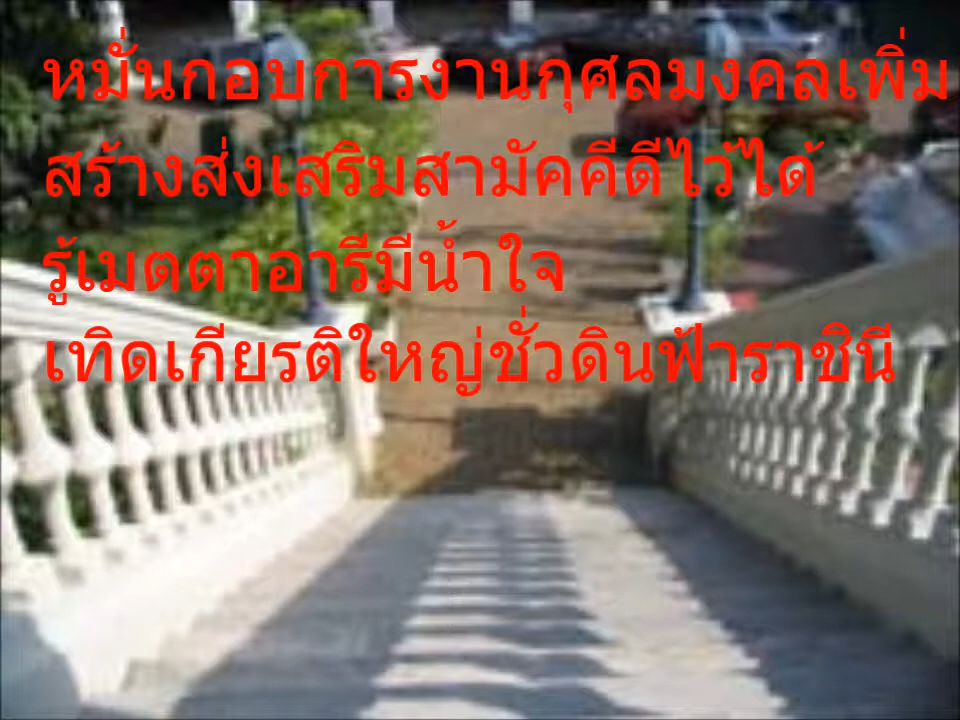 หมั่นกอบการงานกุศลมงคลเพิ่ม
สร้างส่งเสริมสามัคคีดีไว้ได้
รู้เมตตาอารีมีน้ำใจ
เทิดเกียรติใหญ่ชั่วดินฟ้าราชินี